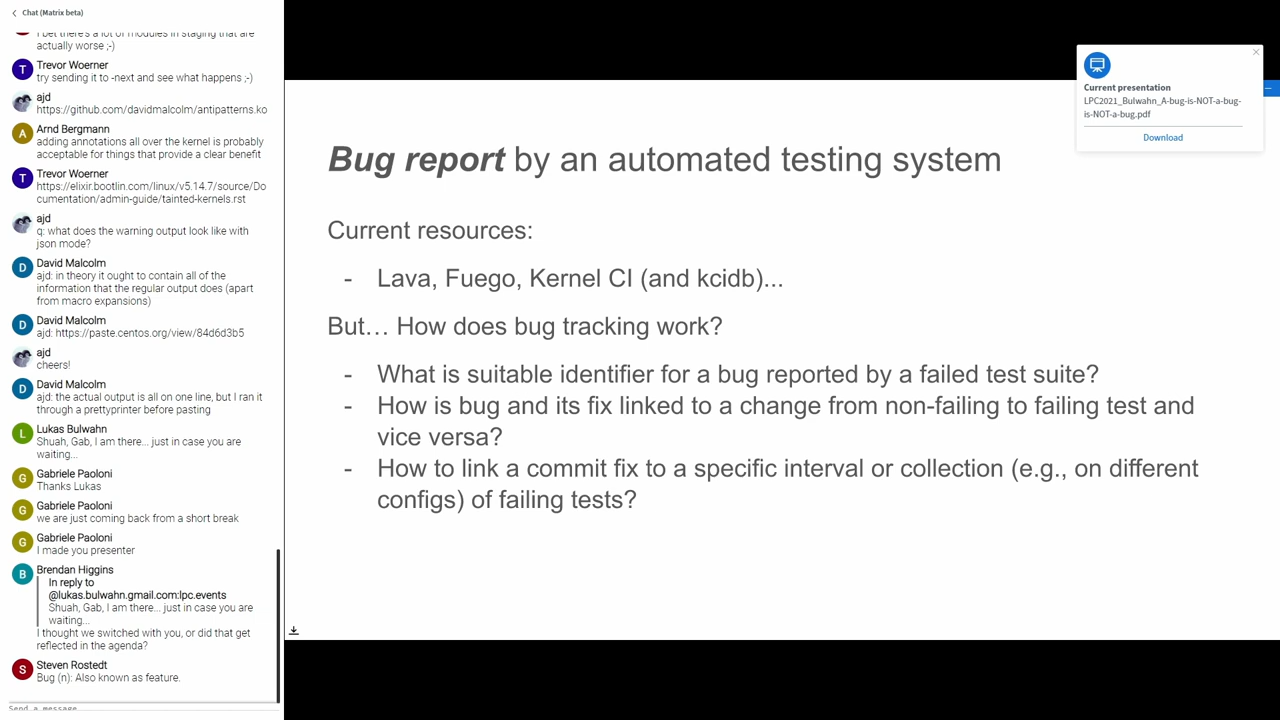 Chat (Matrix beta)
I bet there's a lot of modules in staging that are
actually worse ;-)
T
Trevor Woerner
try sending it to -next and see what happens ;-)
ajd
https://github.com/davidmalcolm/antipatterns.ko
A
Arnd Bergmann
adding annotations all over the kernel is probably
acceptable for things that provide a clear benefit
T
Trevor Woerner
https://elixir.bootlin.com/linux/v5.14.7/source/Do
cumentation/admin-guide/tainted-kernels.rst
ajd
q: what does the warning output look like with
json mode?
D
David Malcolm
ajd: in theory it ought to contain all of the
information that the regular output does (apart
from macro expansions)
D
David Malcolm
ajd: https://paste.centos.org/view/84d6d3b5
ajd
cheers!
D
David Malcolm
ajd: the actual output is all on one line, but I ran it
through a prettyprinter before pasting
L
Lukas Bulwahn
Shuah, Gab, I am there... just in case you are
waiting...
G
Gabriele Paoloni
Thanks Lukas
G
Gabriele Paoloni
we are just coming back from a short break
G
Gabriele Paoloni
I made you presenter
B
Brendan Higgins
In reply to
@lukas.bulwahn.gmail.com:lpc.events
Shuah, Gab, I am there... just in case you are
waiting...
I thought we switched with you, or did that get
reflected in the agenda?
S
Steven Rostedt
Bug (n): Also known as feature.
Send a message
Bug report by an automated testing system
Current resources:
- Lava, Fuego, Kernel CI (and kcidb)...
But… How does bug tracking work?
- What is suitable identifier for a bug reported by a failed test suite?
- How is bug and its fix linked to a change from non-failing to failing test and
vice versa?
- How to link a commit fix to a specific interval or collection (e.g., on different
configs) of failing tests?
Current presentation
LPC2021_Bulwahn_A-bug-is-NOT-a-bug-
is-NOT-a-bug.pdf
Download